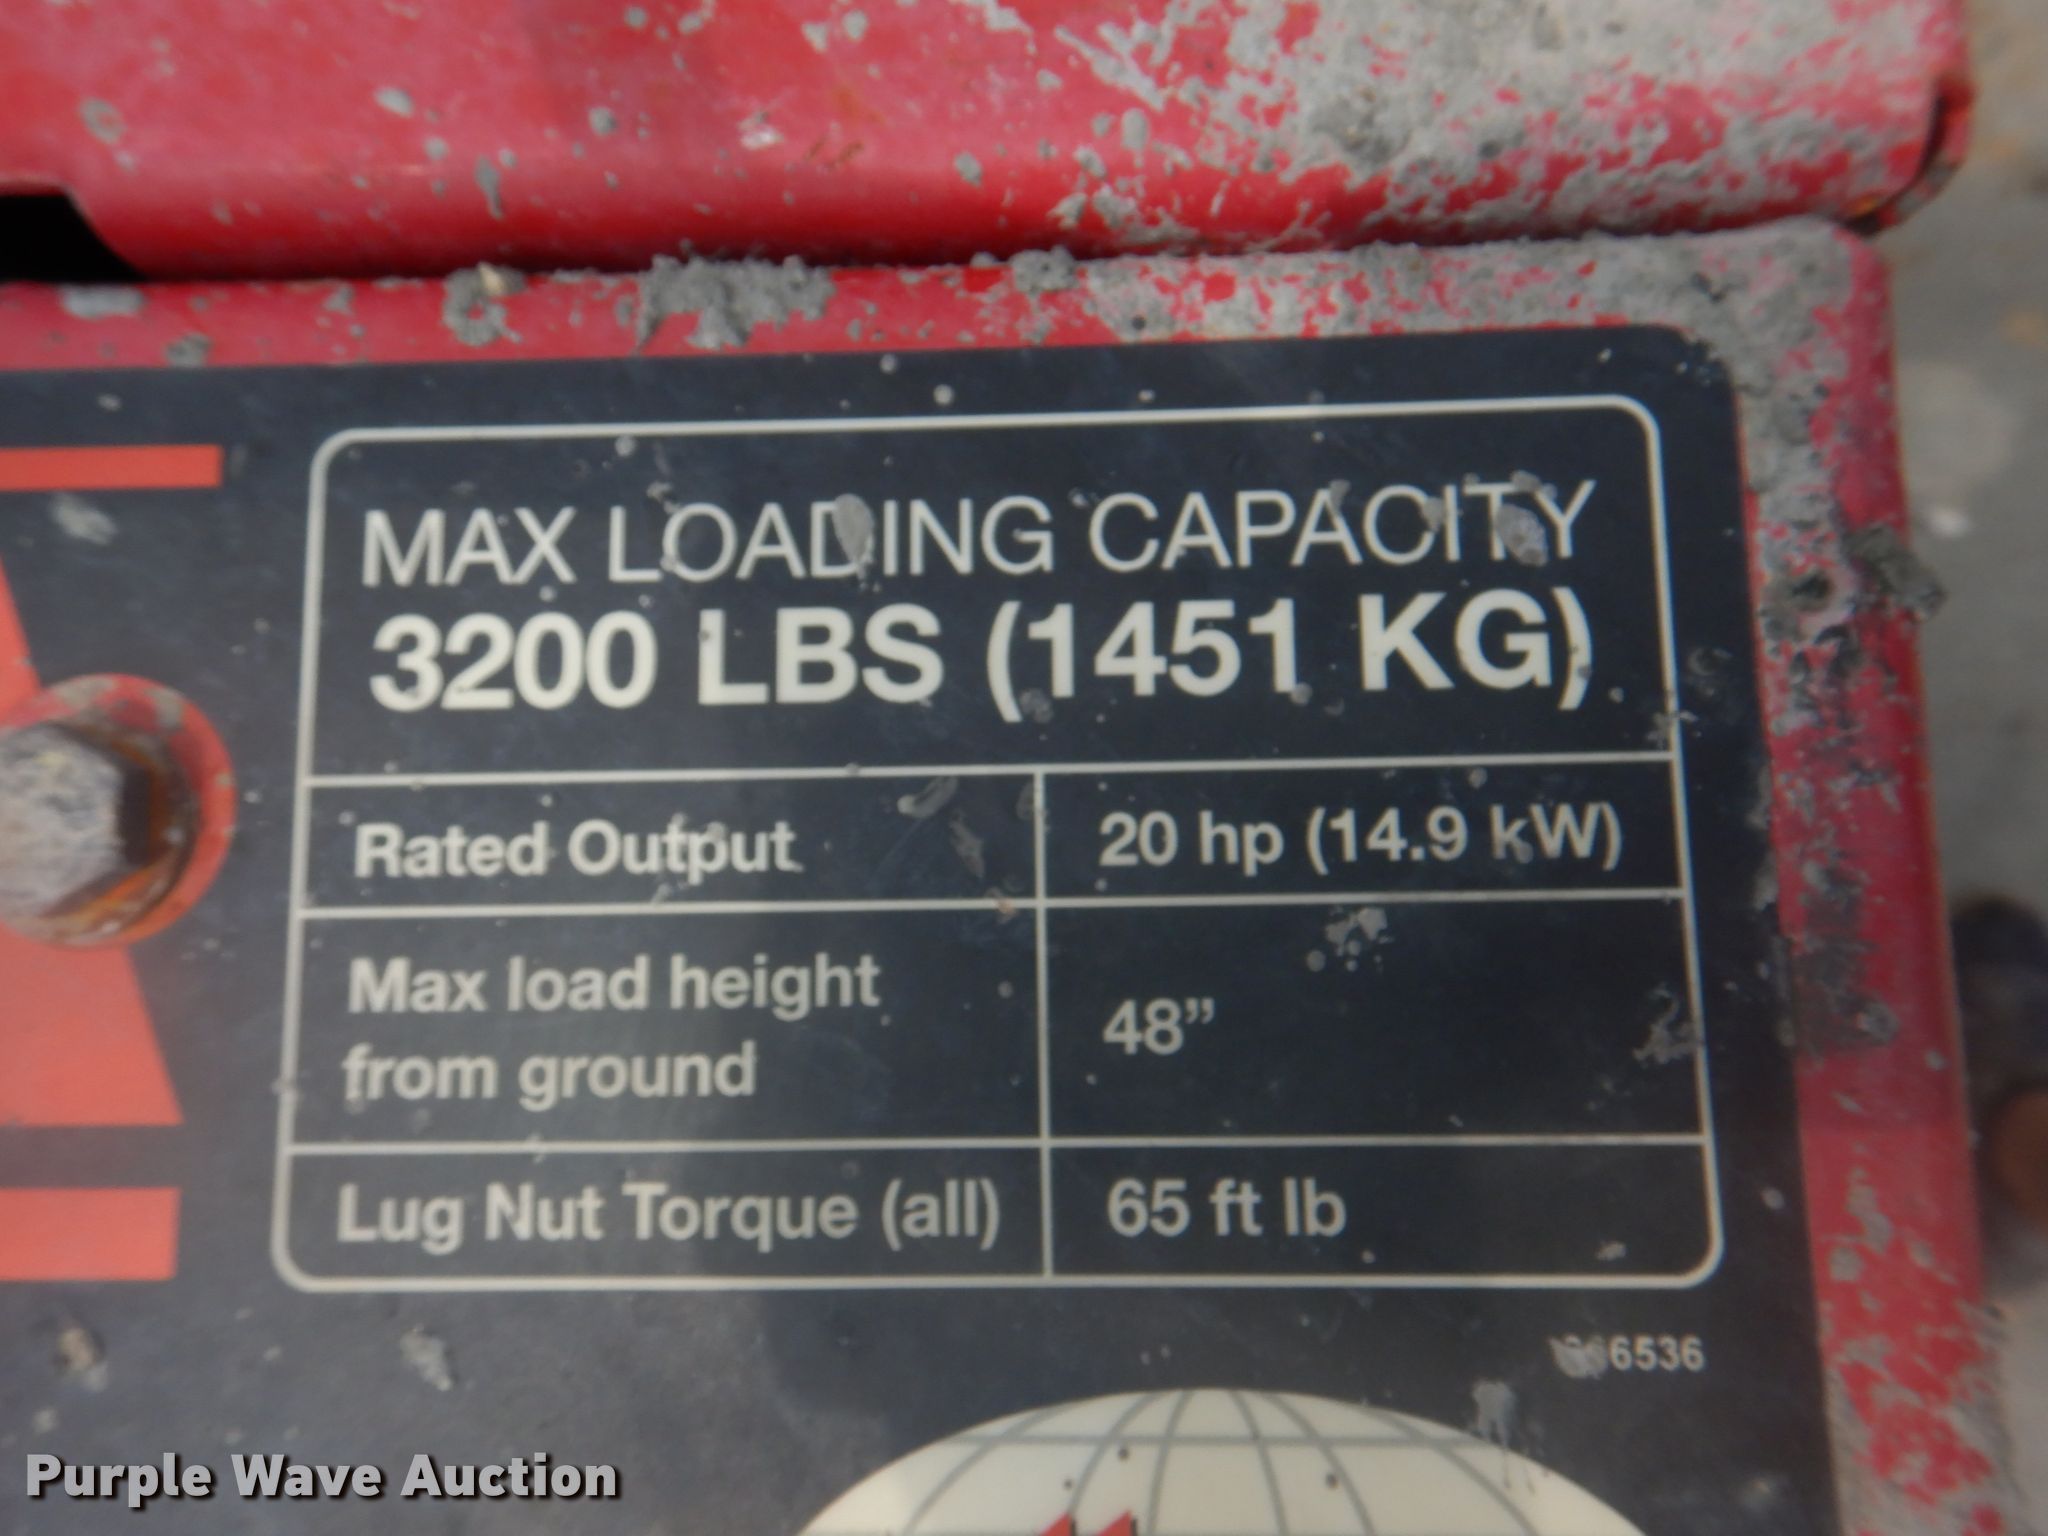 MAX LOADING CAPACITY
3200 LBS (1451 KG)
Rated Output 20 hp (14.9 kW)
Max load height
from ground
48”
Lug Nut Torque (all) 65 ft lb
Purple Wave Auction